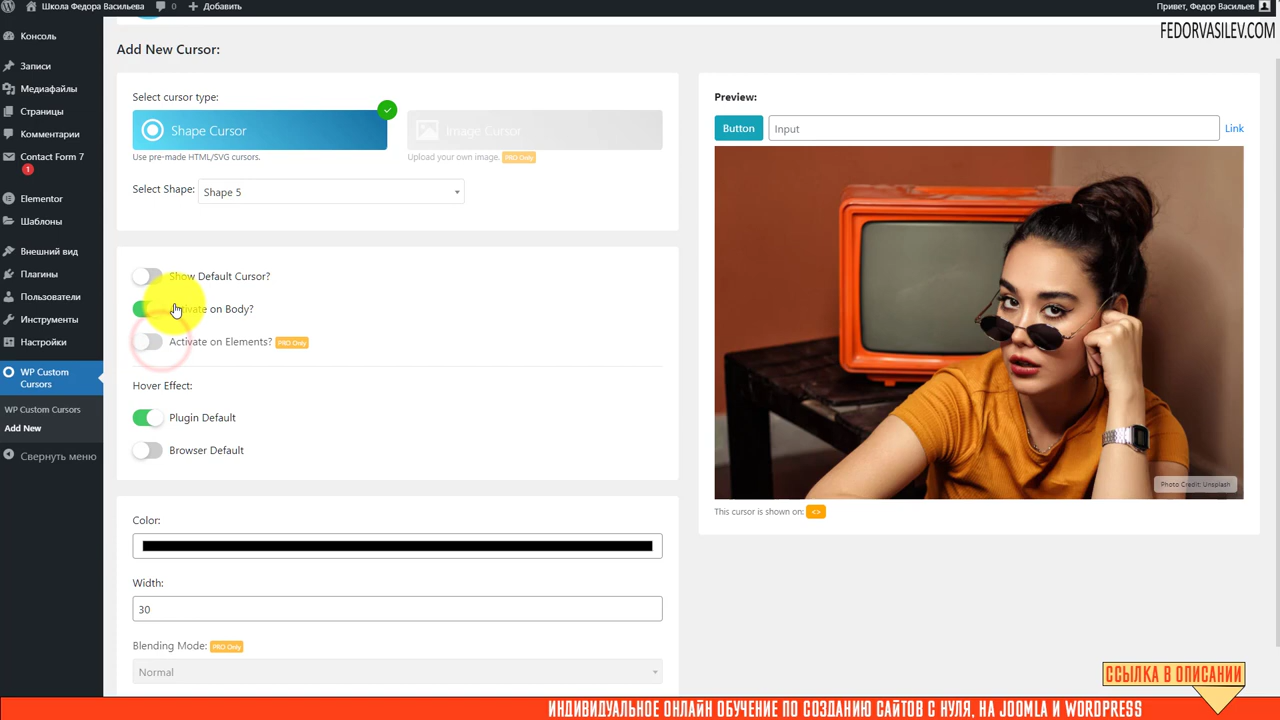 Школа Федора Васильева 0 Добавить
Привет, Федор Васильев
FEDORVASILEV.COM
Консоль
Записи
Медиафайлы
Страницы
Комментарии
Contact Form 7
1
Elementor
Шаблоны
Внешний вид
Плагины
Пользователи
Инструменты
Настройки
WP Custom
Cursors
WP Custom Cursors
Add New
Свернуть меню
Add New Cursor:
Select cursor type:
Shape Cursor
Image Cursor
Use pre-made HTML/SVG cursors.
Upload your own image. PRO Only
Select Shape: Shape 5
Show Default Cursor?
Activate on Body?
Activate on Elements? PRO Only
Hover Effect:
Plugin Default
Browser Default
Color:
Width:
30
Blending Mode: PRO Only
Normal
Preview:
Button Input Link
Photo Credit: Unsplash
This cursor is shown on: <>
ССЫЛКА В ОПИСАНИИ
ИНДИВИДУАЛЬНОЕ ОНЛАЙН ОБУЧЕНИЕ ПО СОЗДАНИЮ САЙТОВ С НУЛЯ, НА JOOMLA И WORDPRESS